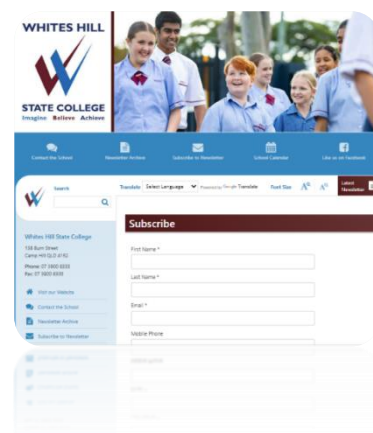 WHITES HILL
STATE COLLEGE
Imagine Believe Achieve
Contact the School
Newsletter Archive
Subscribe to Newsletter
School Calendar
Like us on Facebook
Search
Translate Select Language Powered by Google Translate Text Size A A Latest Newsletter
Subscribe
First Name *
Last Name *
Email *
Mobile Phone
Whites Hill State College
Camp Hill QLD 4152
Visit our Website
Contact the School
Newsletter Archive
Subscribe to Newsletter